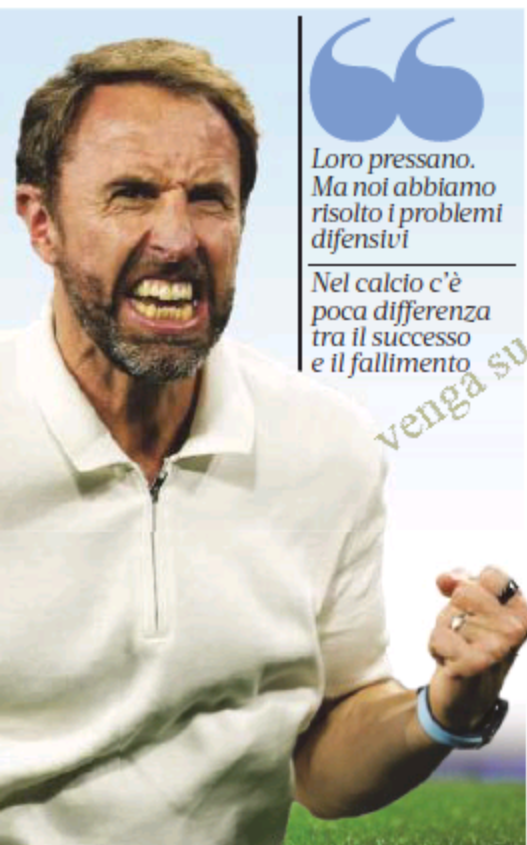 Loro pressano.
Ma noi abbiamo
risolto i problemi
difensivi
Nel calcio c'è
poca differenza
tra il successo
e il fallimento
venga su